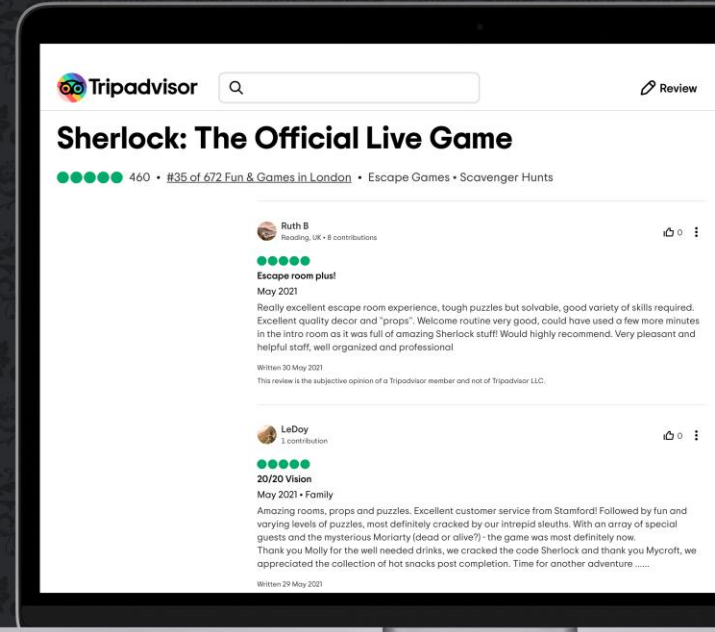 Tripadvisor
Review
Sherlock: The Official Live Game
460 • #35 of 672 Fun & Games in London • Escape Games • Scavenger Hunts
Ruth B
Reading, UK • 8 contributions
0
Escape room plus!
May 2021
Really excellent escape room experience, tough puzzles but solvable, good variety of skills required.
Excellent quality decor and "props". Welcome routine very good, could have used a few more minutes
in the intro room as it was full of amazing Sherlock stuff! Would highly recommend. Very pleasant and
helpful staff, well organized and professional
Written 30 May 2021
This review is the subjective opinion of a Tripadvisor member and not of Tripadvisor LLC.
LeDoy
1 contribution
0
20/20 Vision
May 2021 • Family
Amazing rooms, props and puzzles. Excellent customer service from Stamford! Followed by fun and
varying levels of puzzles, most definitely cracked by our intrepid sleuths. With an array of special
guests and the mysterious Moriarty (dead or alive?) - the game was most definitely now.
Thank you Molly for the well needed drinks, we cracked the code Sherlock and thank you Mycroft, we
appreciated the collection of hot snacks post completion. Time for another adventure ......
Written 29 May 2021